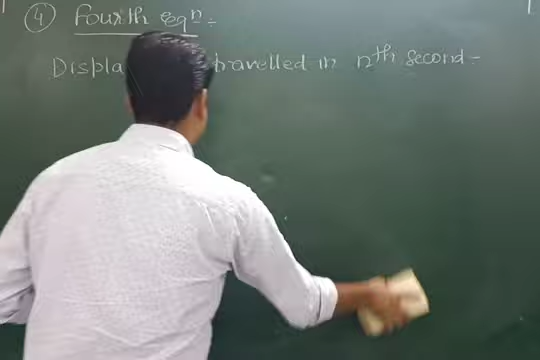 ④ Fourth Eqⁿ :-
Displa travelled in nth second -